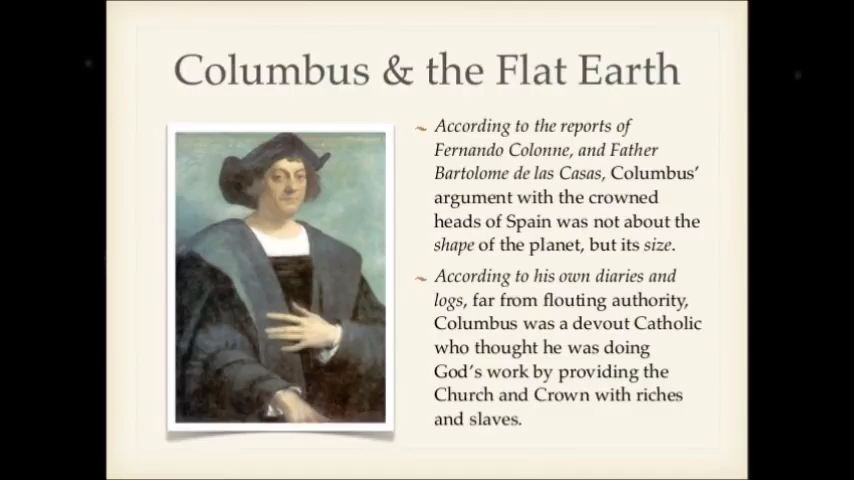 Columbus & the Flat Earth
According to the reports of
Fernando Colonne, and Father
Bartolome de las Casas, Columbus'
argument with the crowned
heads of Spain was not about the
shape of the planet, but its size.
According to his own diaries and
logs, far from flouting authority,
Columbus was a devout Catholic
who thought he was doing
God's work by providing the
Church and Crown with riches
and slaves.